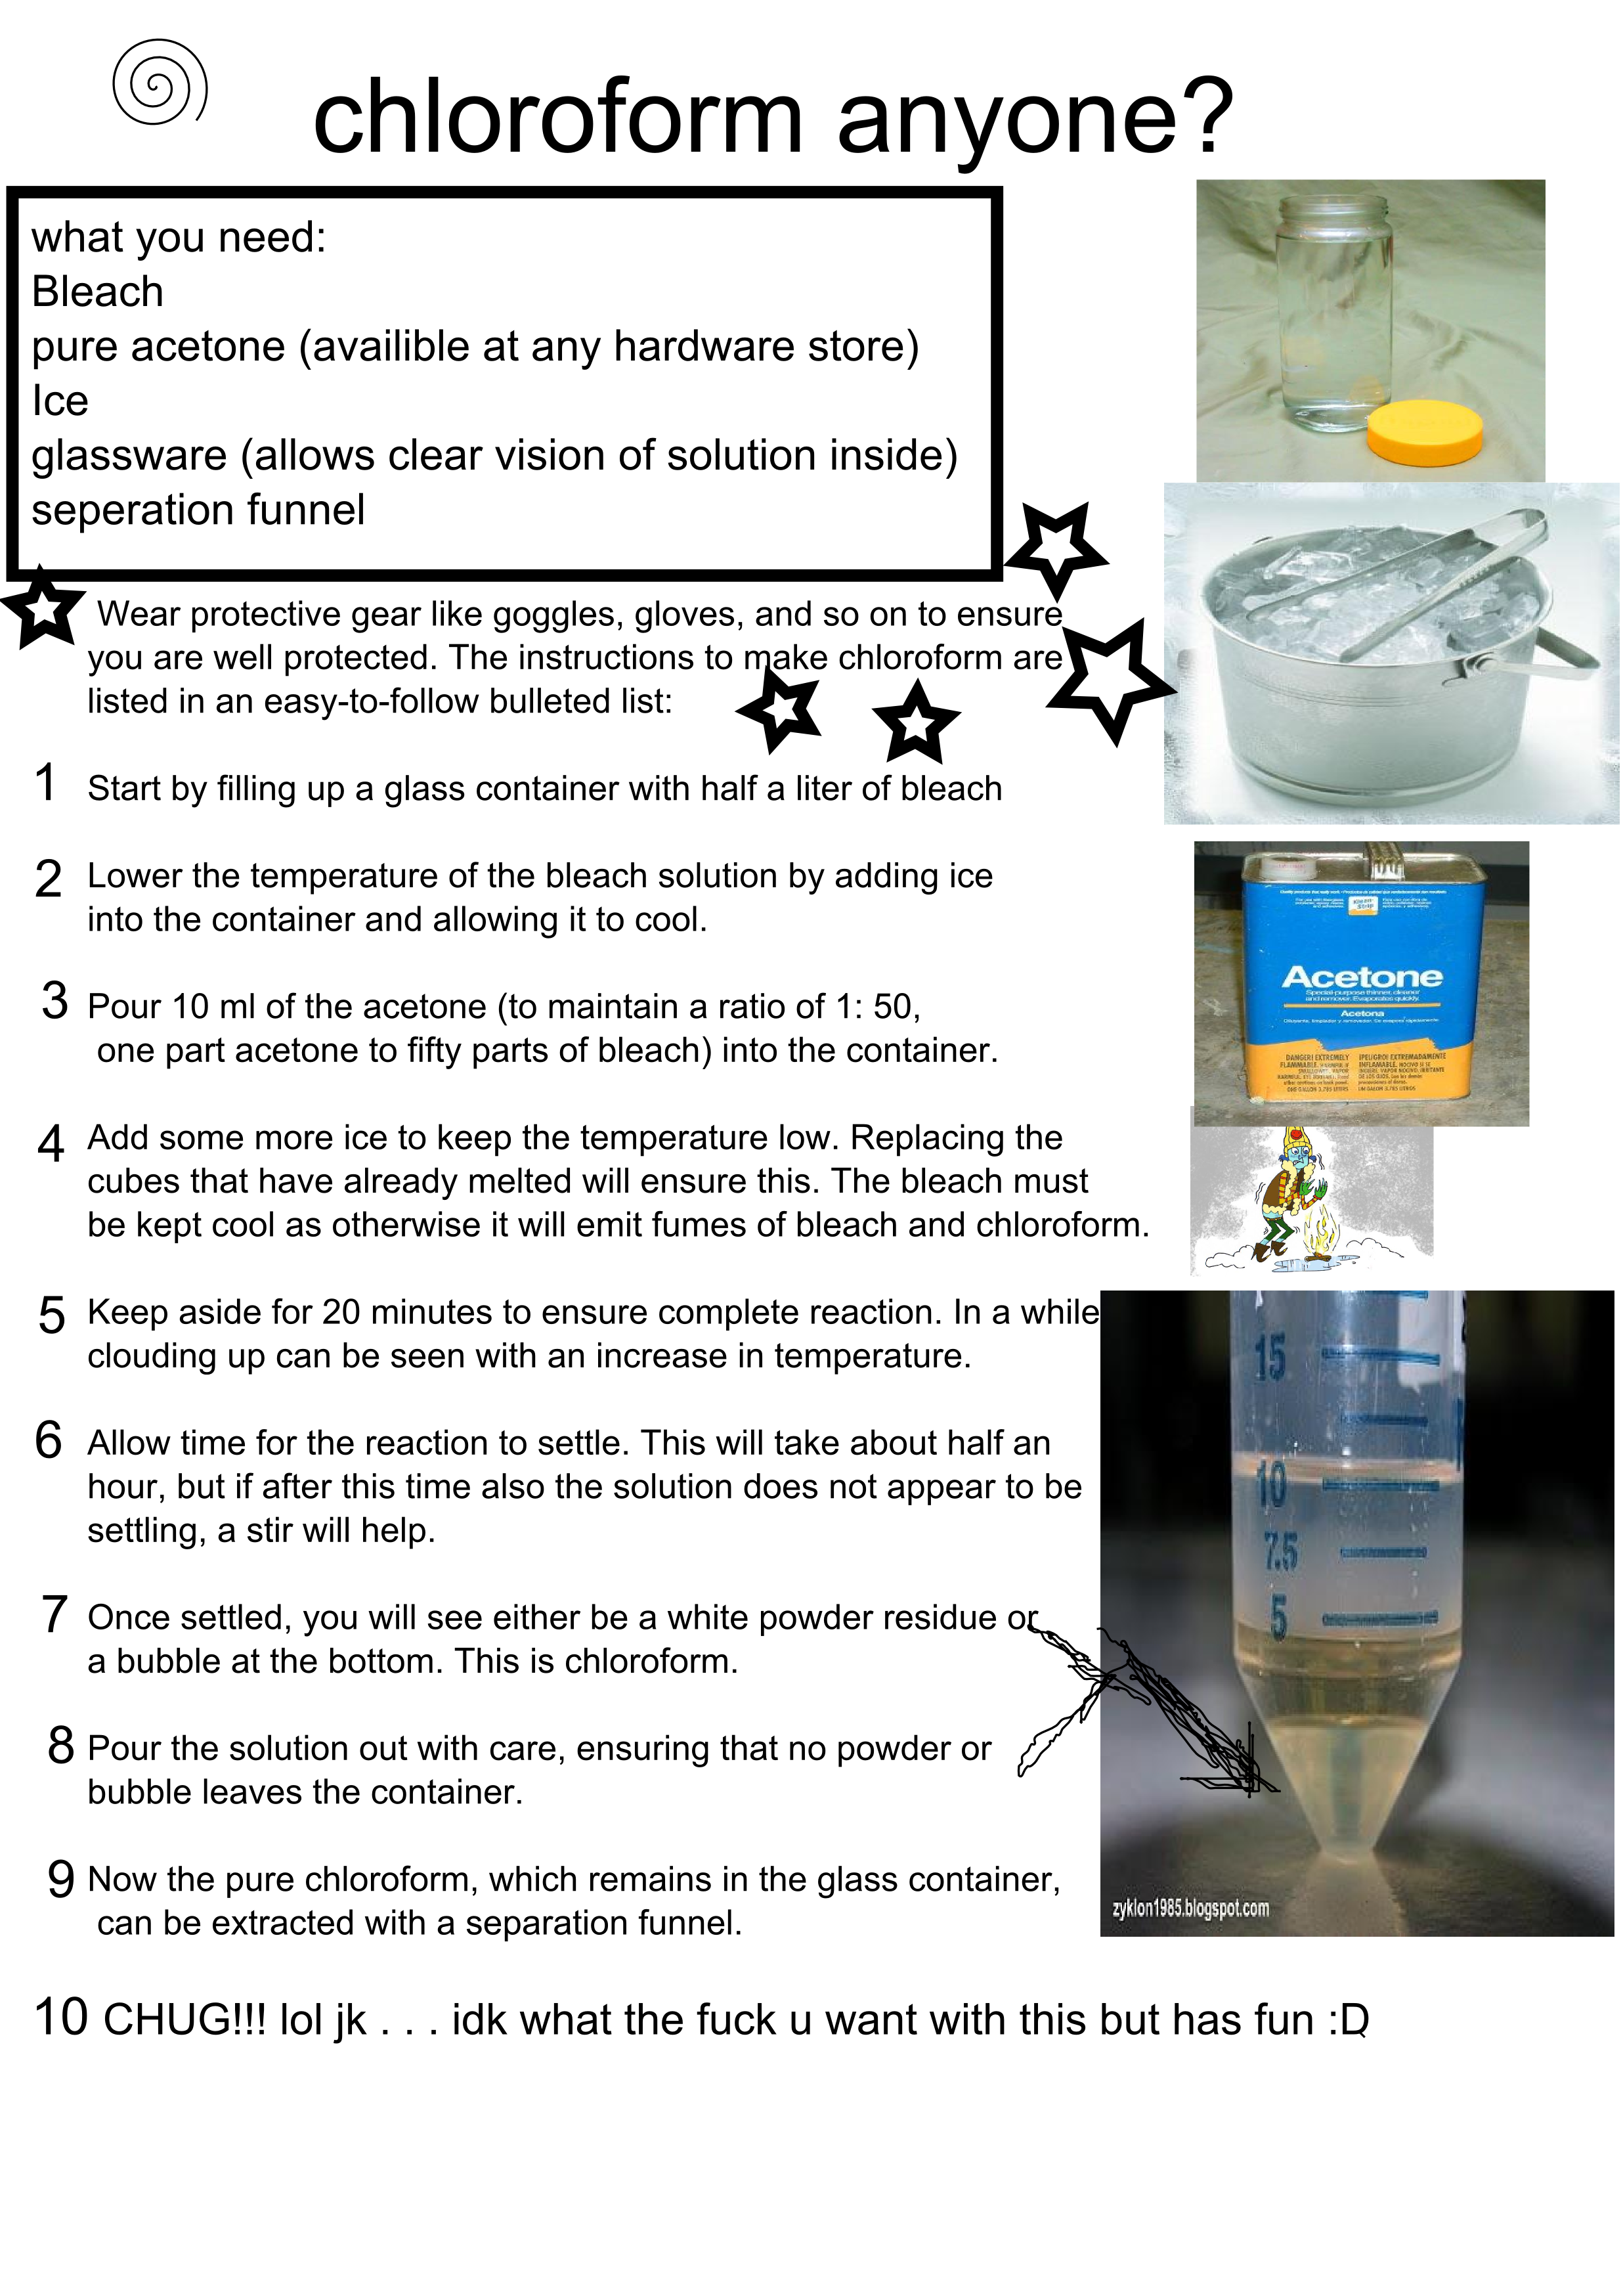 chloroform anyone?
what you need:
Bleach
pure acetone (availible at any hardware store)
Ice
glassware (allows clear vision of solution inside)
seperation funnel
Wear protective gear like goggles, gloves, and so on to ensure
you are well protected. The instructions to make chloroform are
listed in an easy-to-follow bulleted list:
1 Start by filling up a glass container with half a liter of bleach
2 Lower the temperature of the bleach solution by adding ice
into the container and allowing it to cool.
3 Pour 10 ml of the acetone (to maintain a ratio of 1: 50,
one part acetone to fifty parts of bleach) into the container.
4 Add some more ice to keep the temperature low. Replacing the
cubes that have already melted will ensure this. The bleach must
be kept cool as otherwise it will emit fumes of bleach and chloroform.
5 Keep aside for 20 minutes to ensure complete reaction. In a while
clouding up can be seen with an increase in temperature.
6 Allow time for the reaction to settle. This will take about half an
hour, but if after this time also the solution does not appear to be
settling, a stir will help.
7 Once settled, you will see either be a white powder residue or
a bubble at the bottom. This is chloroform.
8 Pour the solution out with care, ensuring that no powder or
bubble leaves the container.
9 Now the pure chloroform, which remains in the glass container,
can be extracted with a separation funnel.
10 CHUG!!! lol jk . . . idk what the fuck u want with this but has fun :D
Acetone
Special-purpose thinner, cleaner
and remover. Evaporates quickly.
Acetona
DANGER! EXTREMELY
FLAMMABLE.
¡PELIGRO! EXTREMADAMENTE
INFLAMABLE.
15
10
7.5
5
zyklon1985.blogspot.com